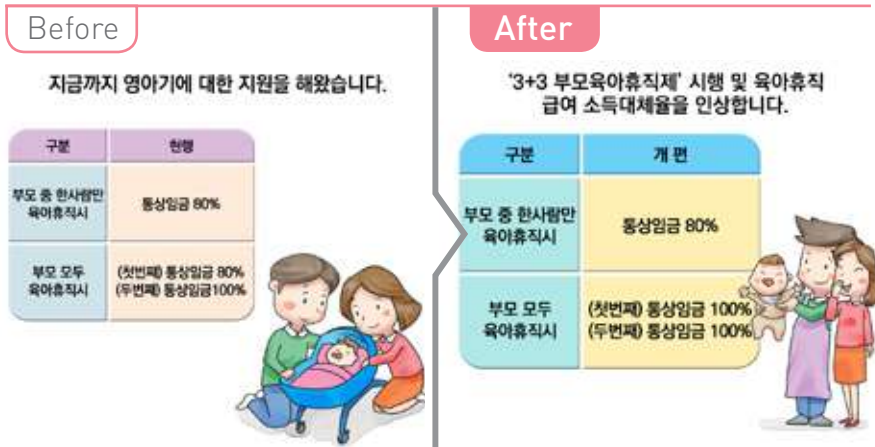 Before
지금까지 영아기에 대한 지원을 해왔습니다.
구분 현행
부모 중 한사람만
육아휴직시
통상임금 80%
부모 모두
육아휴직시
(첫번째) 통상임금 80%
(두번째) 통상임금100%
After
‘3+3 부모육아휴직제’ 시행 및 육아휴직
급여 소득대체율을 인상합니다.
구분 개 편
부모 중 한사람만
육아휴직시
통상임금 80%
부모 모두
육아휴직시
(첫번째) 통상임금 100%
(두번째) 통상임금 100%